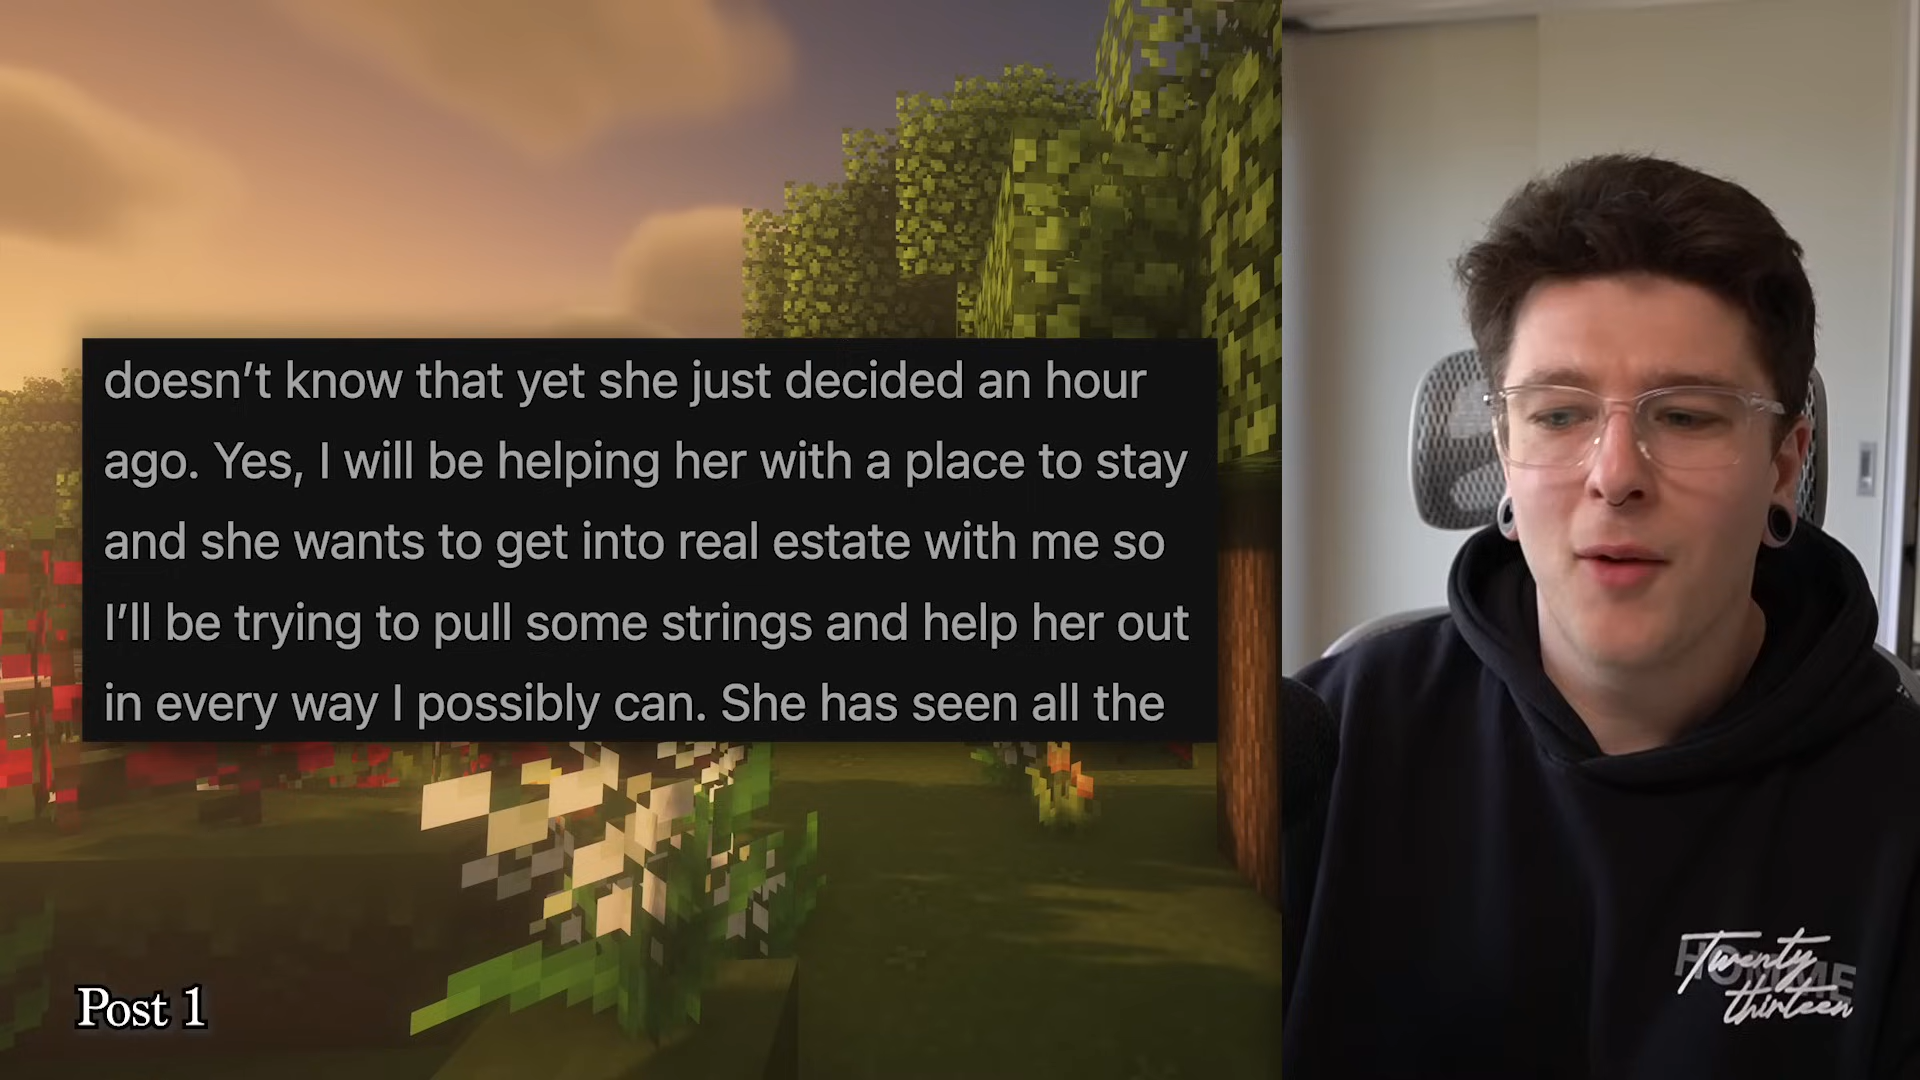 doesn’t know that yet she just decided an hour
ago. Yes, I will be helping her with a place to stay
and she wants to get into real estate with me so
I’ll be trying to pull some strings and help her out
in every way I possibly can. She has seen all the
Post 1
HOMME
Twenty
thirteen